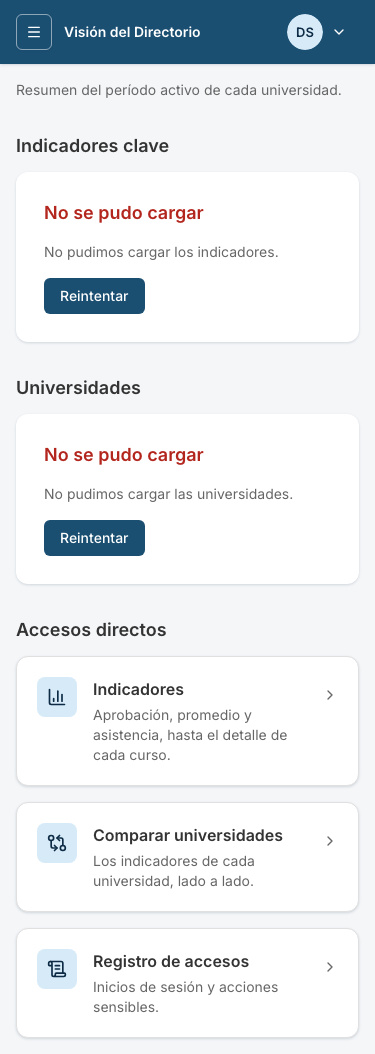 Visión del Directorio
DS
Resumen del período activo de cada universidad.
Indicadores clave
No se pudo cargar
No pudimos cargar los indicadores.
Reintentar
Universidades
No se pudo cargar
No pudimos cargar las universidades.
Reintentar
Accesos directos
Indicadores
Aprobación, promedio y
asistencia, hasta el detalle de
cada curso.
Comparar universidades
Los indicadores de cada
universidad, lado a lado.
Registro de accesos
Inicios de sesión y acciones
sensibles.